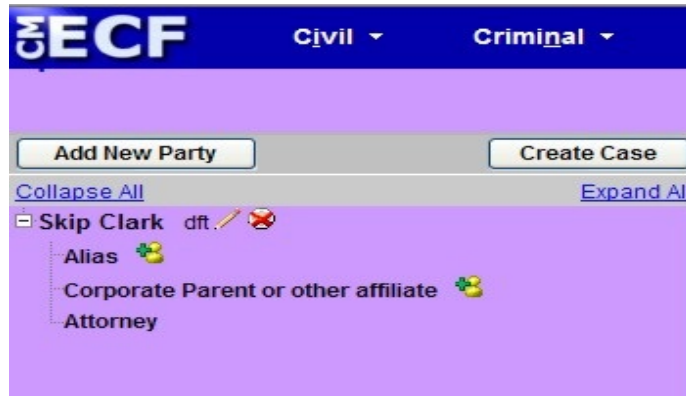 CM ECF Civil Criminal
Add New Party Create Case
Collapse All Expand Al
Skip Clark dft
Alias
Corporate Parent or other affiliate
Attorney